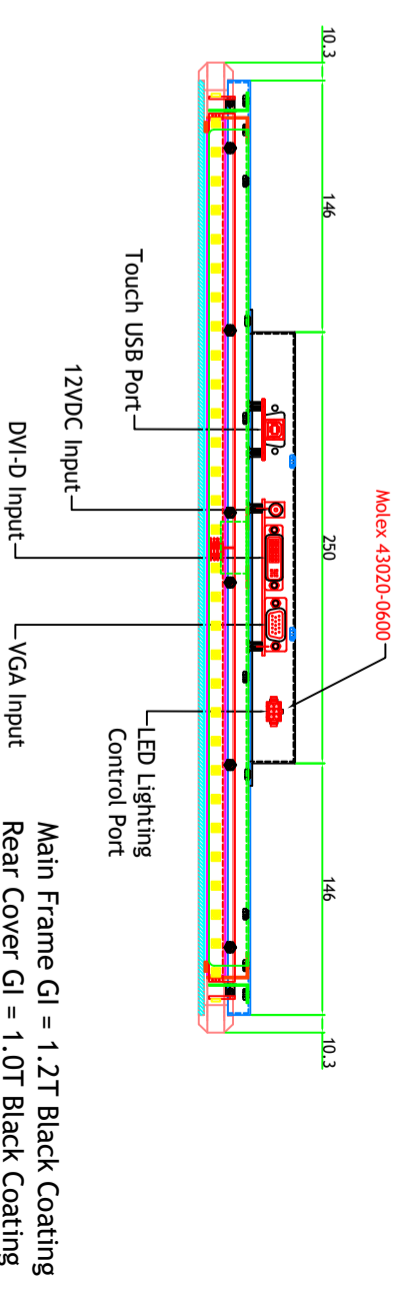 10.3
146
250
146
10.3
Molex 43020-0600
Touch USB Port
12VDC Input
DVI-D Input
VGA Input
LED Lighting
Control Port
Main Frame GI = 1.2T Black Coating
Rear Cover GI = 1.0T Black Coating